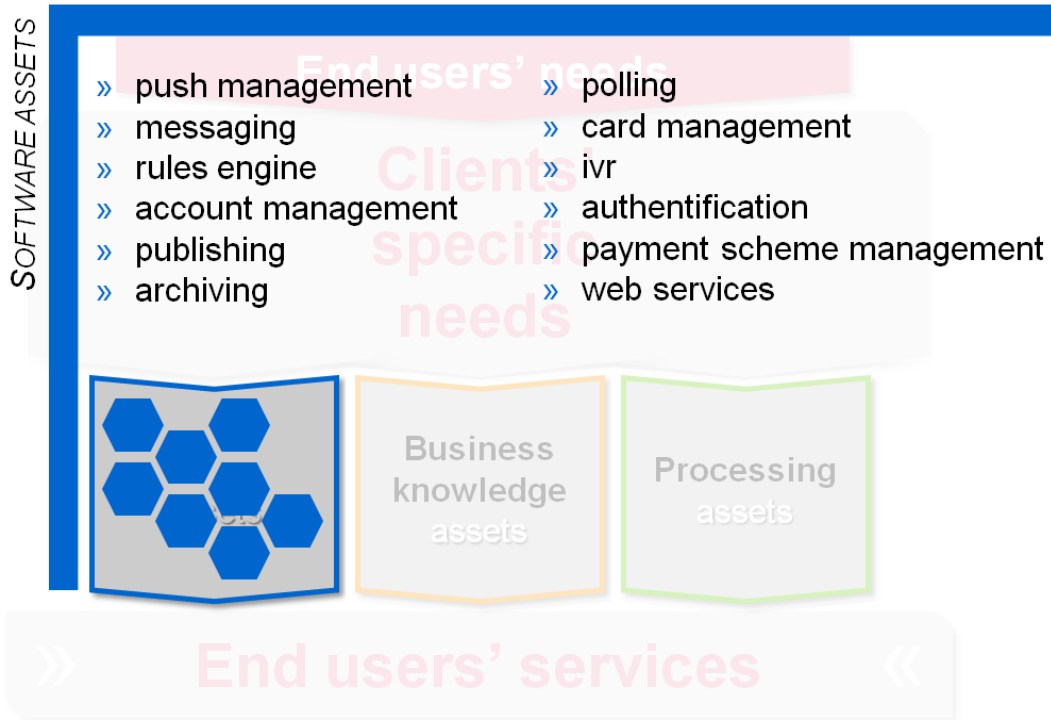 SOFTWARE ASSETS
End users' needs
» push management
» messaging
» rules engine
» account management
» publishing
» archiving
» polling
» card management
» ivr
» authentification
» payment scheme management
» web services
Clients'
specific
needs
Business
knowledge
assets
Processing
assets
» End users' services «